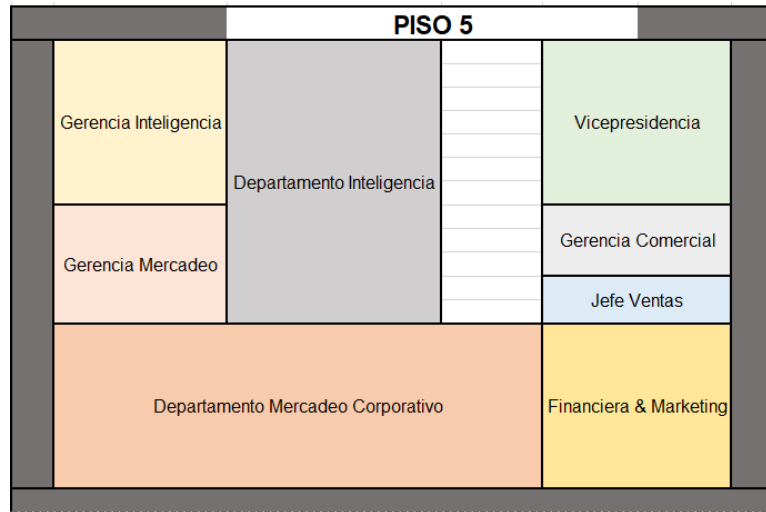 PISO 5
Gerencia Inteligencia
Departamento Inteligencia
Vicepresidencia
Gerencia Mercadeo
Gerencia Comercial
Jefe Ventas
Departamento Mercadeo Corporativo
Financiera & Marketing